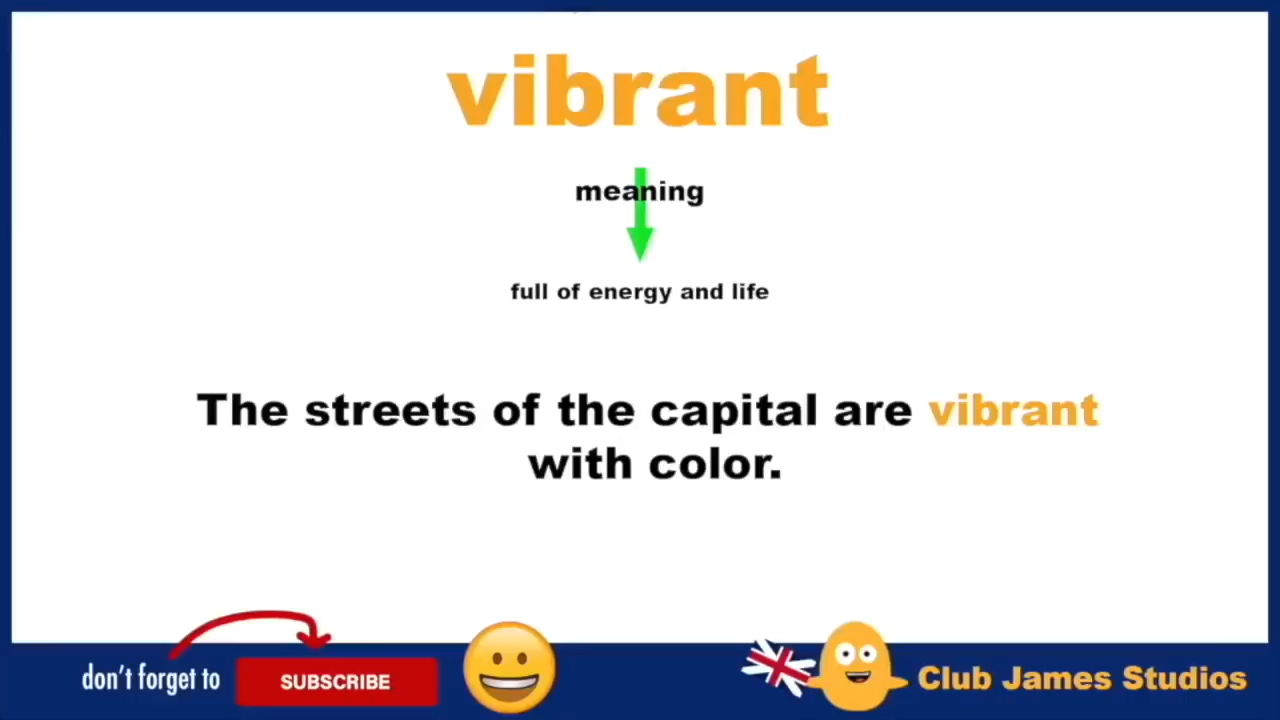 vibrant
meaning
full of energy and life
The streets of the capital are vibrant
with color.
don't forget to
SUBSCRIBE
Club James Studios